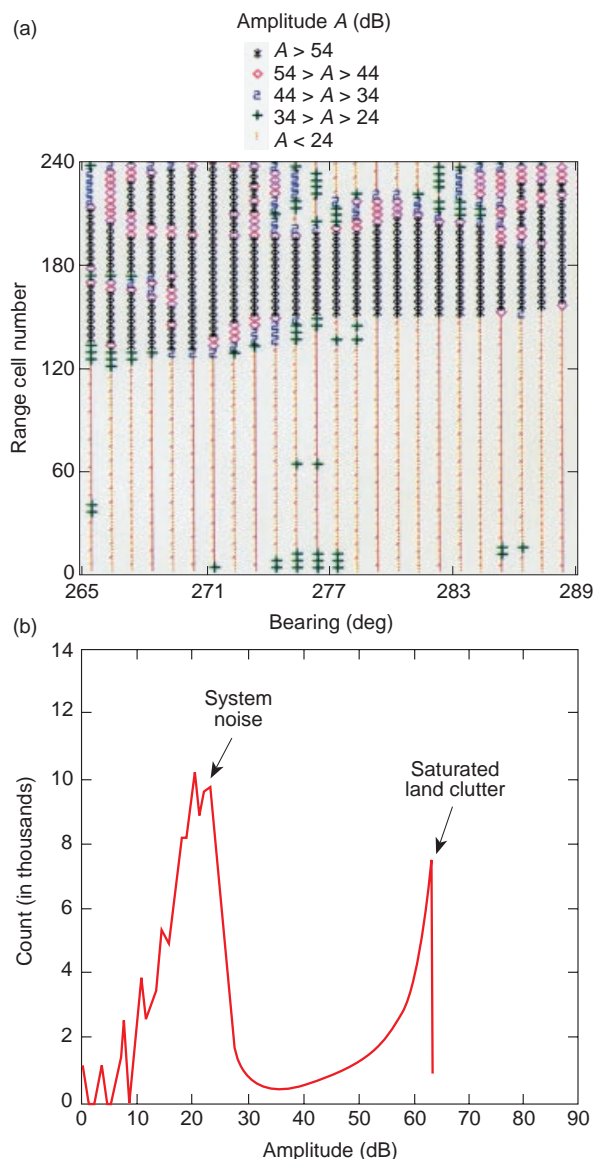 (a)
Amplitude A (dB)
A > 54
54 > A > 44
44 > A > 34
34 > A > 24
A < 24
240
180
120
60
0
Range cell number
265 271 277 283 289
Bearing (deg)
(b)
14
12
10
8
6
4
2
0
Count (in thousands)
System
noise
Saturated
land clutter
0 10 20 30 40 50 60 70 80 90
Amplitude (dB)